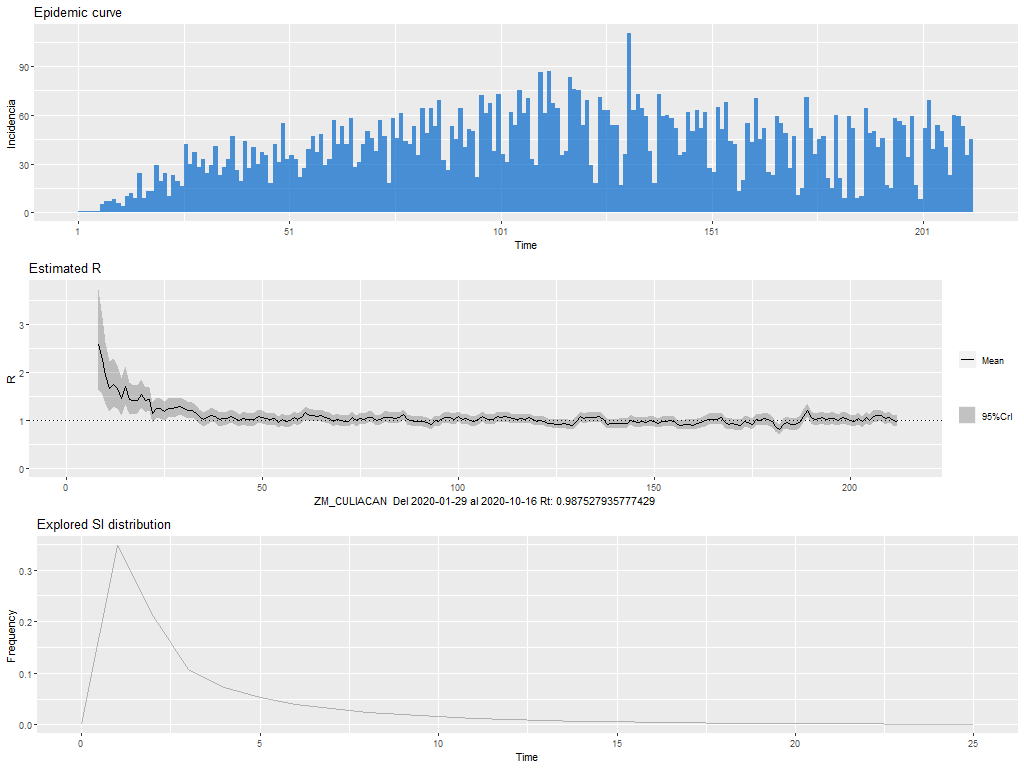 Epidemic curve
Incidencia
90
60
30
0
1 51 101 151 201
Time
Estimated R
R
3
2
1
0
0 50 100 150 200
ZM_CULIACAN Del 2020-01-29 al 2020-10-16 Rt: 0.987527935777429
Mean
95%CrI
Explored SI distribution
Frequency
0.3
0.2
0.1
0.0
0 5 10 15 20 25
Time